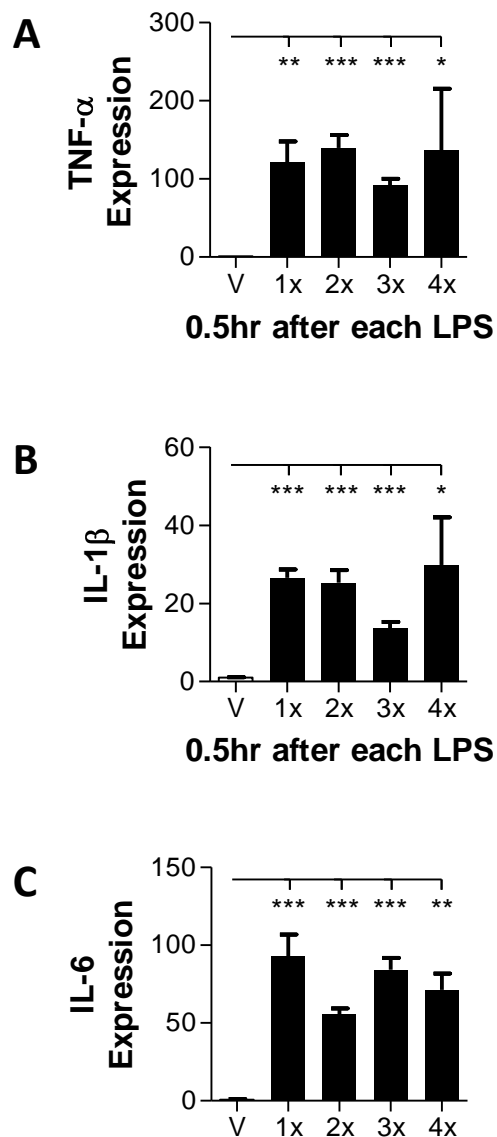 A
TNF-α
Expression
300
200
100
0
** *** *** *
V 1x 2x 3x 4x
0.5hr after each LPS
B
IL-1β
Expression
60
40
20
0
*** *** *** *
V 1x 2x 3x 4x
0.5hr after each LPS
C
IL-6
Expression
150
100
50
0
*** *** *** **
V 1x 2x 3x 4x